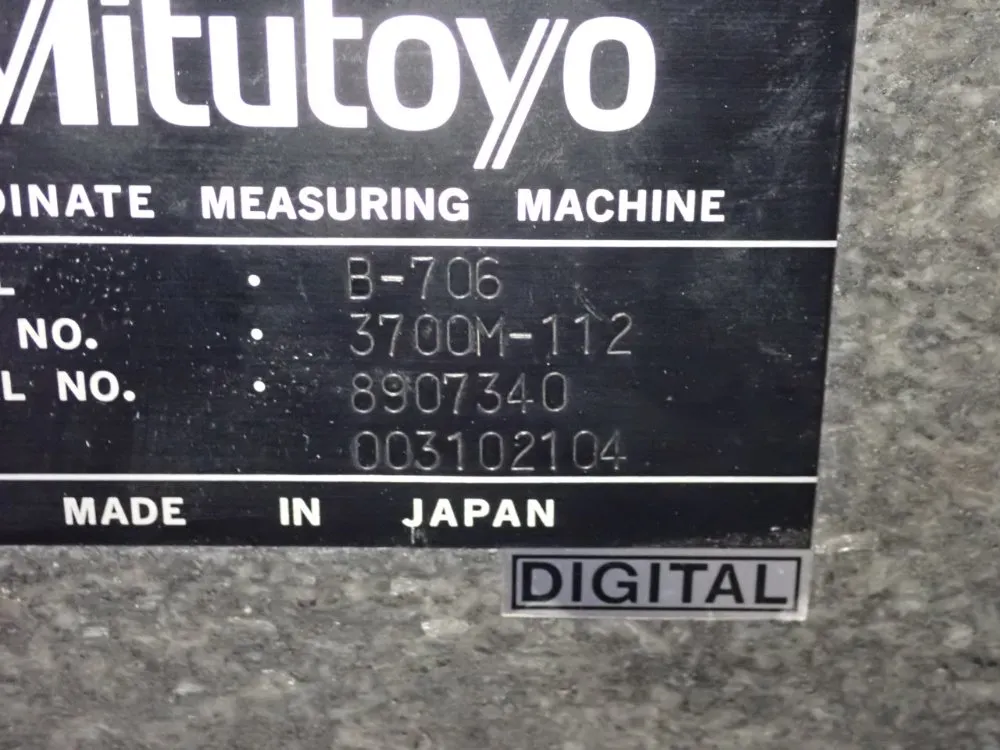 Mitutoyo
DINATE MEASURING MACHINE
L : B-706
NO. : 3700M-112
L NO. : 8907340
003102104
MADE IN JAPAN
DIGITAL